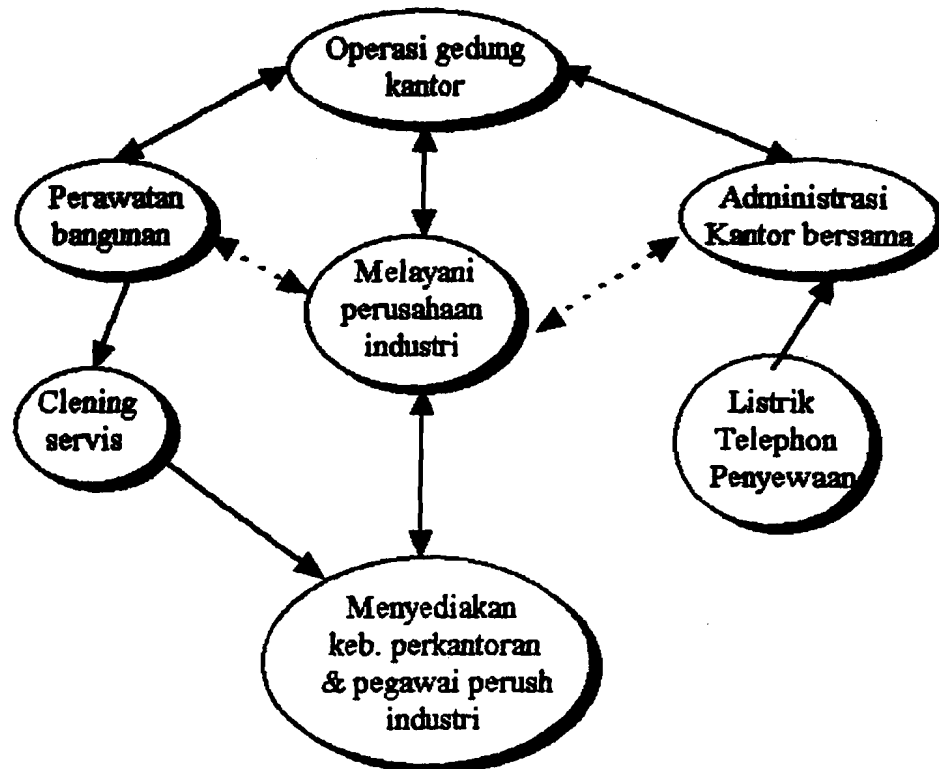 Operasi gedung
kantor
Perawatan
bangunan
Administrasi
Kantor bersama
Melayani
perusahaan
industri
Clening
servis
Listrik
Telephon
Penyewaan
Menyediakan
keb. perkantoran
& pegawai perush
industri